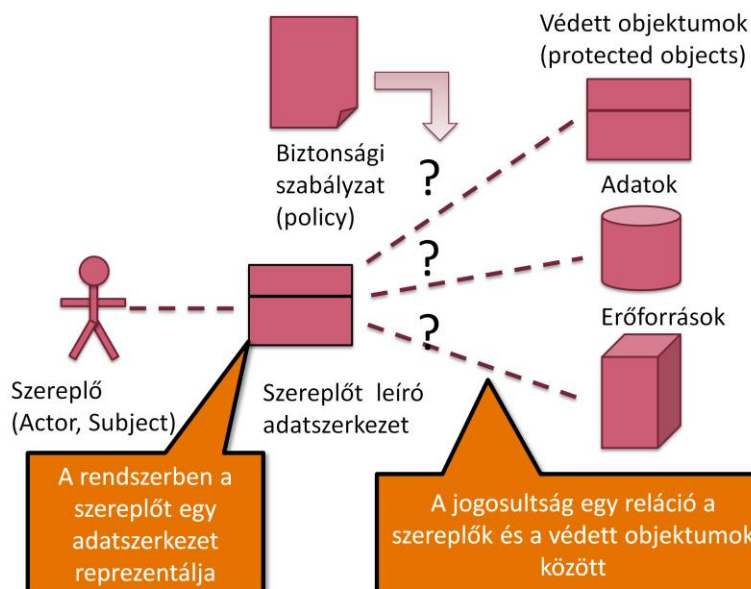 Védett objektumok
(protected objects)
Biztonsági
szabályzat
(policy)
?
Adatok
?
Erőforrások
?
Szereplő
(Actor, Subject)
Szereplőt leíró
adatszerkezet
A rendszerben a
szereplőt egy
adatszerkezet
reprezentálja
A jogosultság egy reláció a
szereplők és a védett objektumok
között